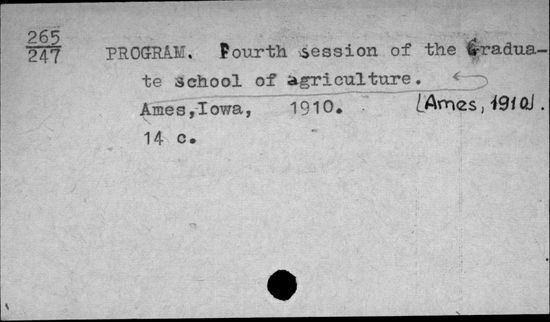 265
247
PROGRAM. Fourth session of the Gradua-
te school of agriculture.
Ames,Iowa, 1910. [Ames, 1910].
14 c.